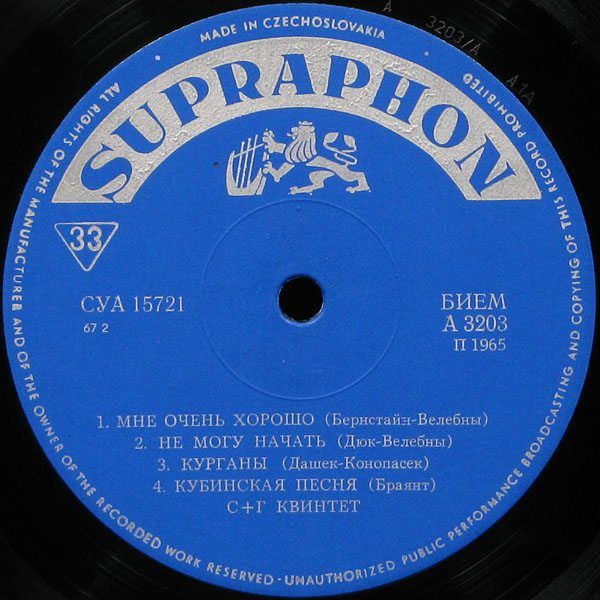 A 3203/A A1A
MADE IN CZECHOSLOVAKIA
ALL RIGHTS OF THE MANUFACTURER AND OF THE OWNER OF THE RECORDED WORK RESERVED · UNAUTHORIZED PUBLIC PERFORMANCE BROADCASTING AND COPYING OF THIS RECORD PROHIBITED
SUPRAPHON
33
СУА 15721
67 2
БИЕМ
А 3203
П 1965
1. МНЕ ОЧЕНЬ ХОРОШО (Бернстайн-Велебны)
2. НЕ МОГУ НАЧАТЬ (Дюк-Велебны)
3. КУРГАНЫ (Дашек-Конопасек)
4. КУБИНСКАЯ ПЕСНЯ (Браянт)
С+Г КВИНТЕТ